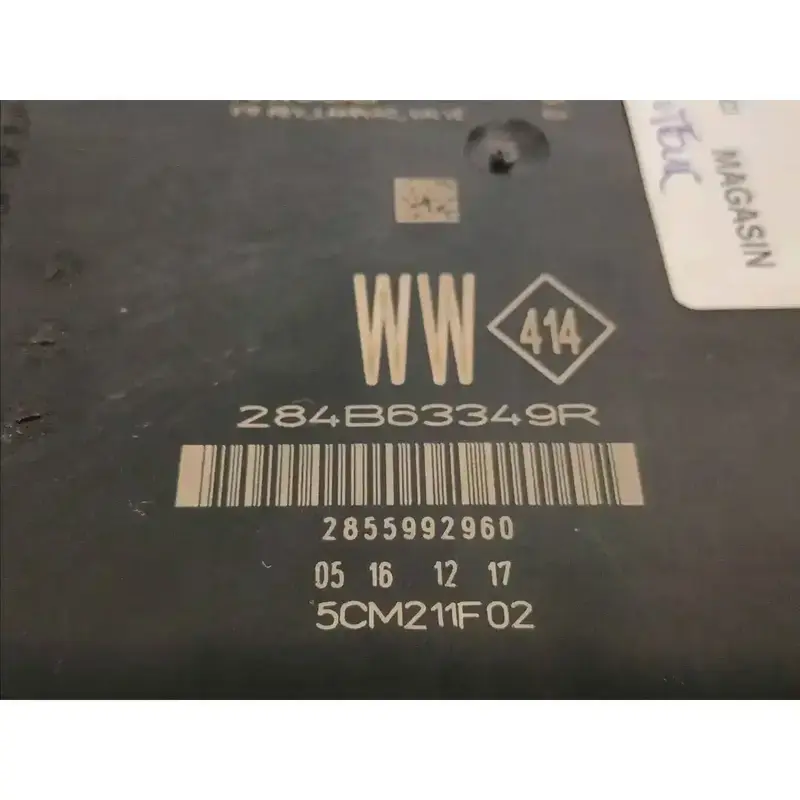 MAGASIN
WW 414
284B63349R
2855992960
05 16 12 17
5CM211F02